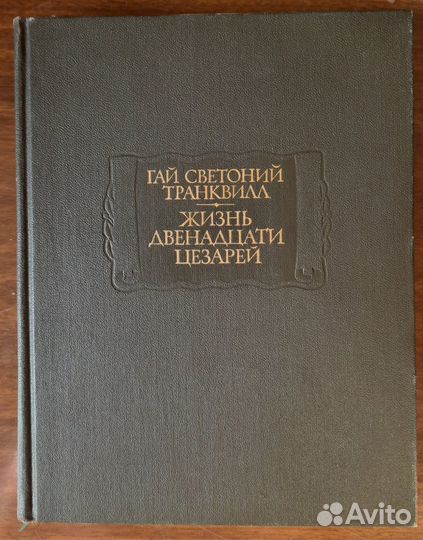 ГАЙ СВЕТОНИЙ
ТРАНКВИЛЛ
ЖИЗНЬ
ДВЕНАДЦАТИ
ЦЕЗАРЕЙ
Avito